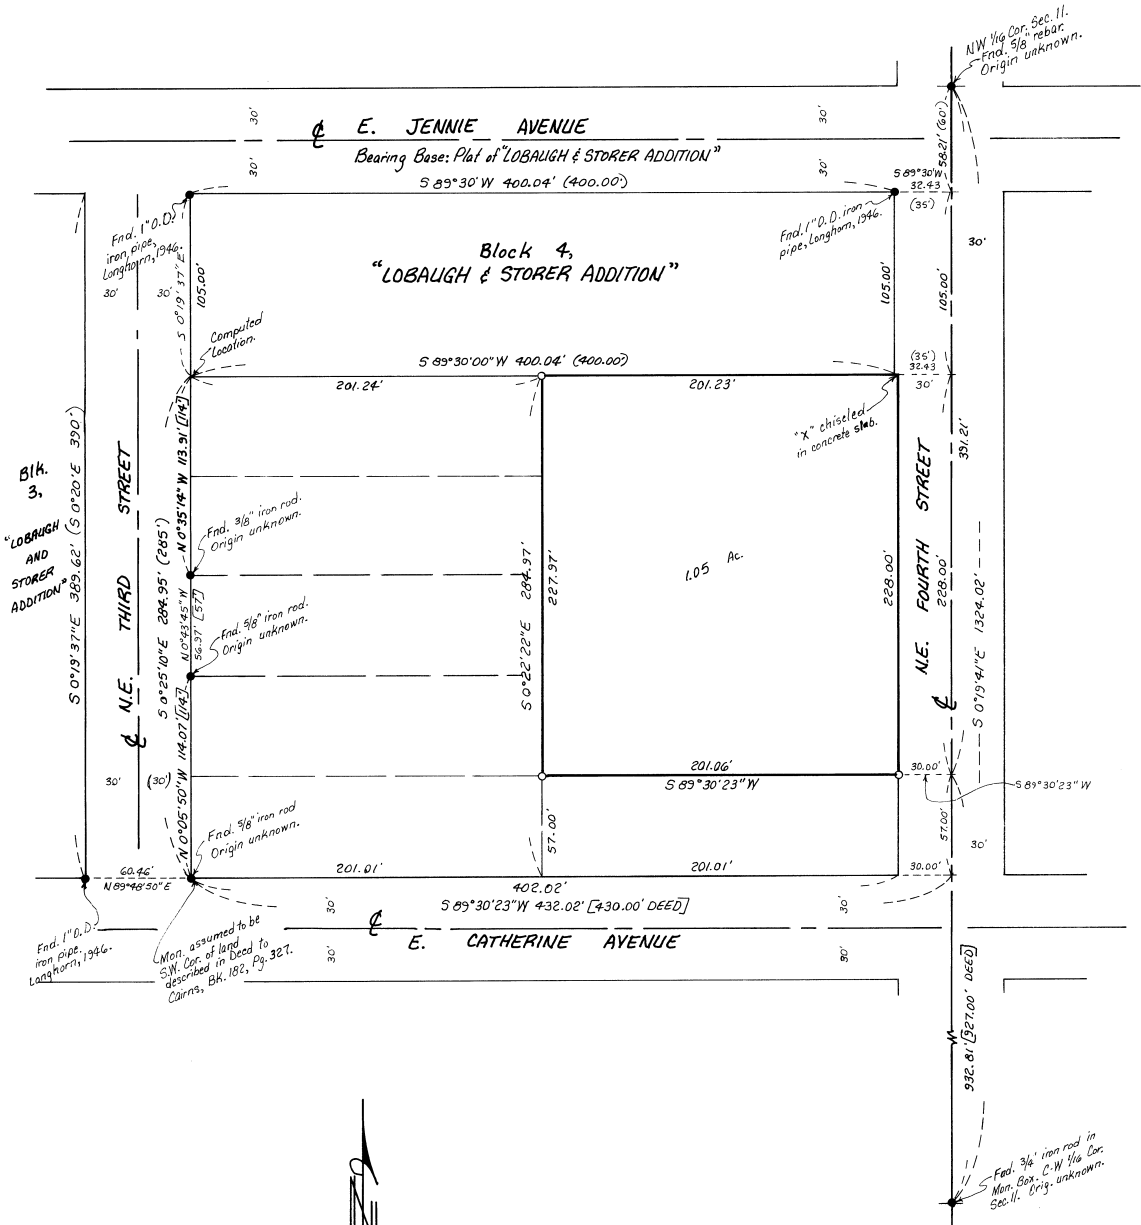 NW 1/16 Cor. Sec. 11.
Fnd. 5/8" rebar.
Origin unknown.
30'
30'
℄ E. JENNIE AVENUE
58.21' (60')
Bearing Base: Plat of "LOBAUGH & STORER ADDITION"
30'
30'
S 89°30'W 400.04' (400.00')
S 89°30'W
32.43
(35')
Fnd. 1" O.D.
iron pipe,
Longhorn, 1946.
Fnd. 1" O.D. iron
pipe, Longhorn, 1946.
30'
Block 4,
"LOBAUGH & STORER ADDITION"
30'
30'
S 0°19'37"E
105.00'
105.00'
105.00'
Computed
Location.
S 89°30'00"W 400.04' (400.00')
(35')
32.43
30'
201.24'
201.23'
"X" chiseled
in concrete slab.
391.21'
Blk.
3,
"LOBAUGH
AND
STORER
ADDITION"
S 0°19'37"E 389.62' (S 0°20'E 390')
℄ N.E. THIRD STREET
S 0°25'10"E 284.95' (285')
N 0°35'14"W 113.91' [114']
Fnd. 3/8" iron rod.
Origin unknown.
N 0°43'45"W
56.97' [57']
Fnd. 5/8" iron rod.
Origin unknown.
N 0°05'50"W 114.07' [114']
S 0°22'22"E 284.97'
227.97'
1.05 Ac.
228.00'
℄ N.E. FOURTH STREET
228.00'
S 0°19'41"E 1324.02'
30'
(30')
201.06'
S 89°30'23"W
30.00'
S 89°30'23"W
Fnd. 5/8" iron rod
Origin unknown.
57.00'
57.00'
30'
60.46'
N 89°48'50"E
201.01'
201.01'
30.00'
402.02'
S 89°30'23"W 432.02' [430.00' DEED]
30'
30'
℄ E. CATHERINE AVENUE
30'
30'
Fnd. 1" O.D.
iron pipe.
Longhorn, 1946.
Mon. assumed to be
S.W. Cor. of land
described in Deed to
Cairns, BK. 182, Pg. 327.
932.81' [927.00' DEED]
Fnd. 3/4' iron rod in
Mon. Box. C-W 1/16 Cor.
Sec. 11. Orig. unknown.